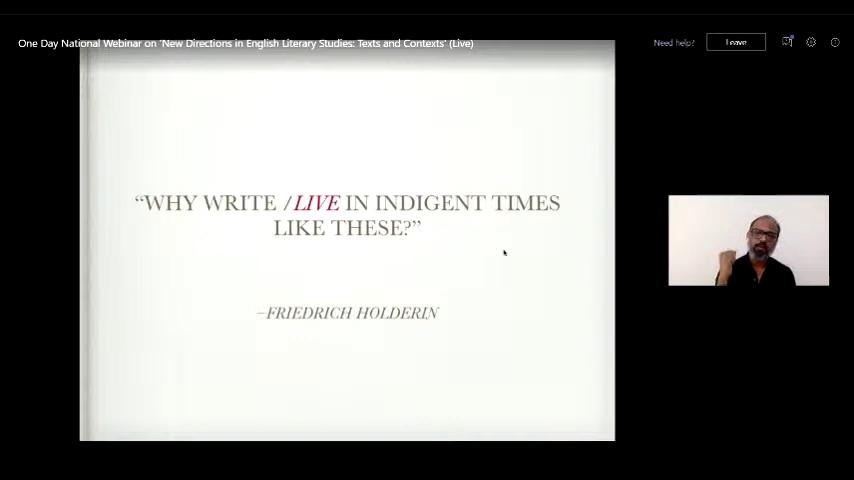 One Day National Webinar on 'New Directions in English Literary Studies: Texts and Contexts' (Live)
Need help?
Leave
“WHY WRITE /LIVE IN INDIGENT TIMES
LIKE THESE?”
–FRIEDRICH HOLDERIN